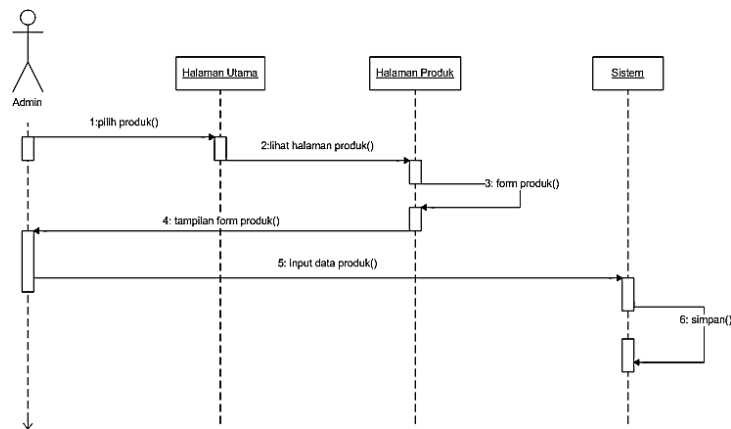 Halaman Utama
Halaman Produk
Sistem
Admin
1:pilih produk()
2:lihat halaman produk()
3: form produk()
4: tampilan form produk()
5: input data produk()
6: simpan()